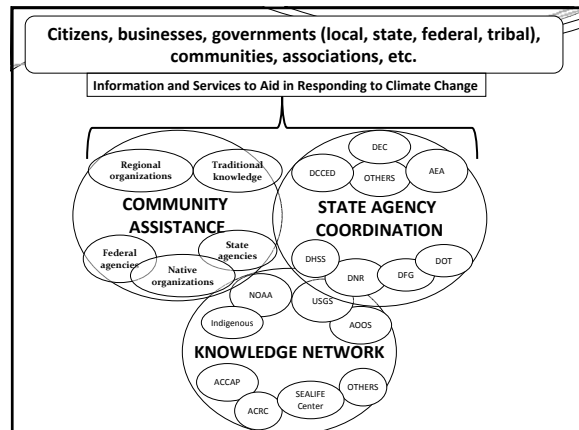 Citizens, businesses, governments (local, state, federal, tribal),
communities, associations, etc.
Information and Services to Aid in Responding to Climate Change
Regional
organizations
Traditional
knowledge
COMMUNITY
ASSISTANCE
Federal
agencies
State
agencies
Native
organizations
DEC
DCCED
OTHERS
AEA
STATE AGENCY
COORDINATION
DHSS
DNR
DFG
DOT
NOAA
USGS
Indigenous
AOOS
KNOWLEDGE NETWORK
ACCAP
ACRC
SEALIFE
Center
OTHERS